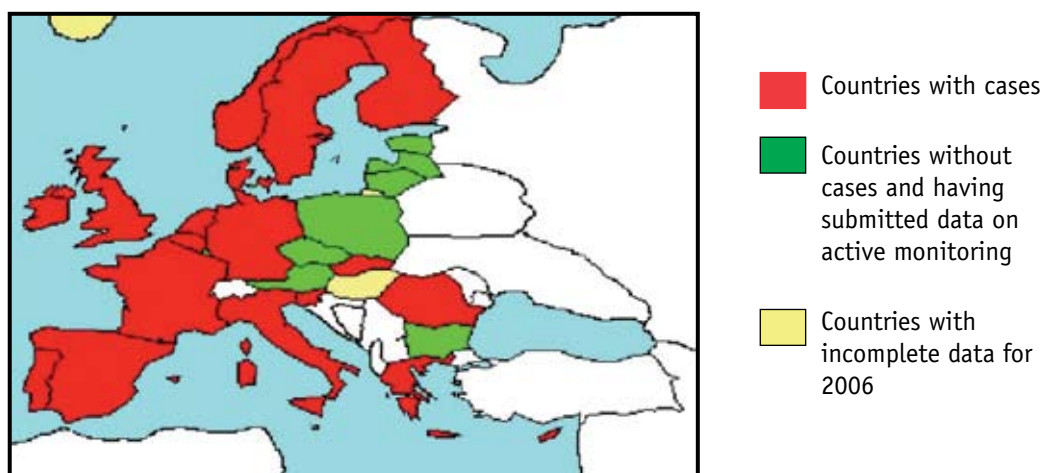 Countries with cases
Countries without
cases and having
submitted data on
active monitoring
Countries with
incomplete data for
2006